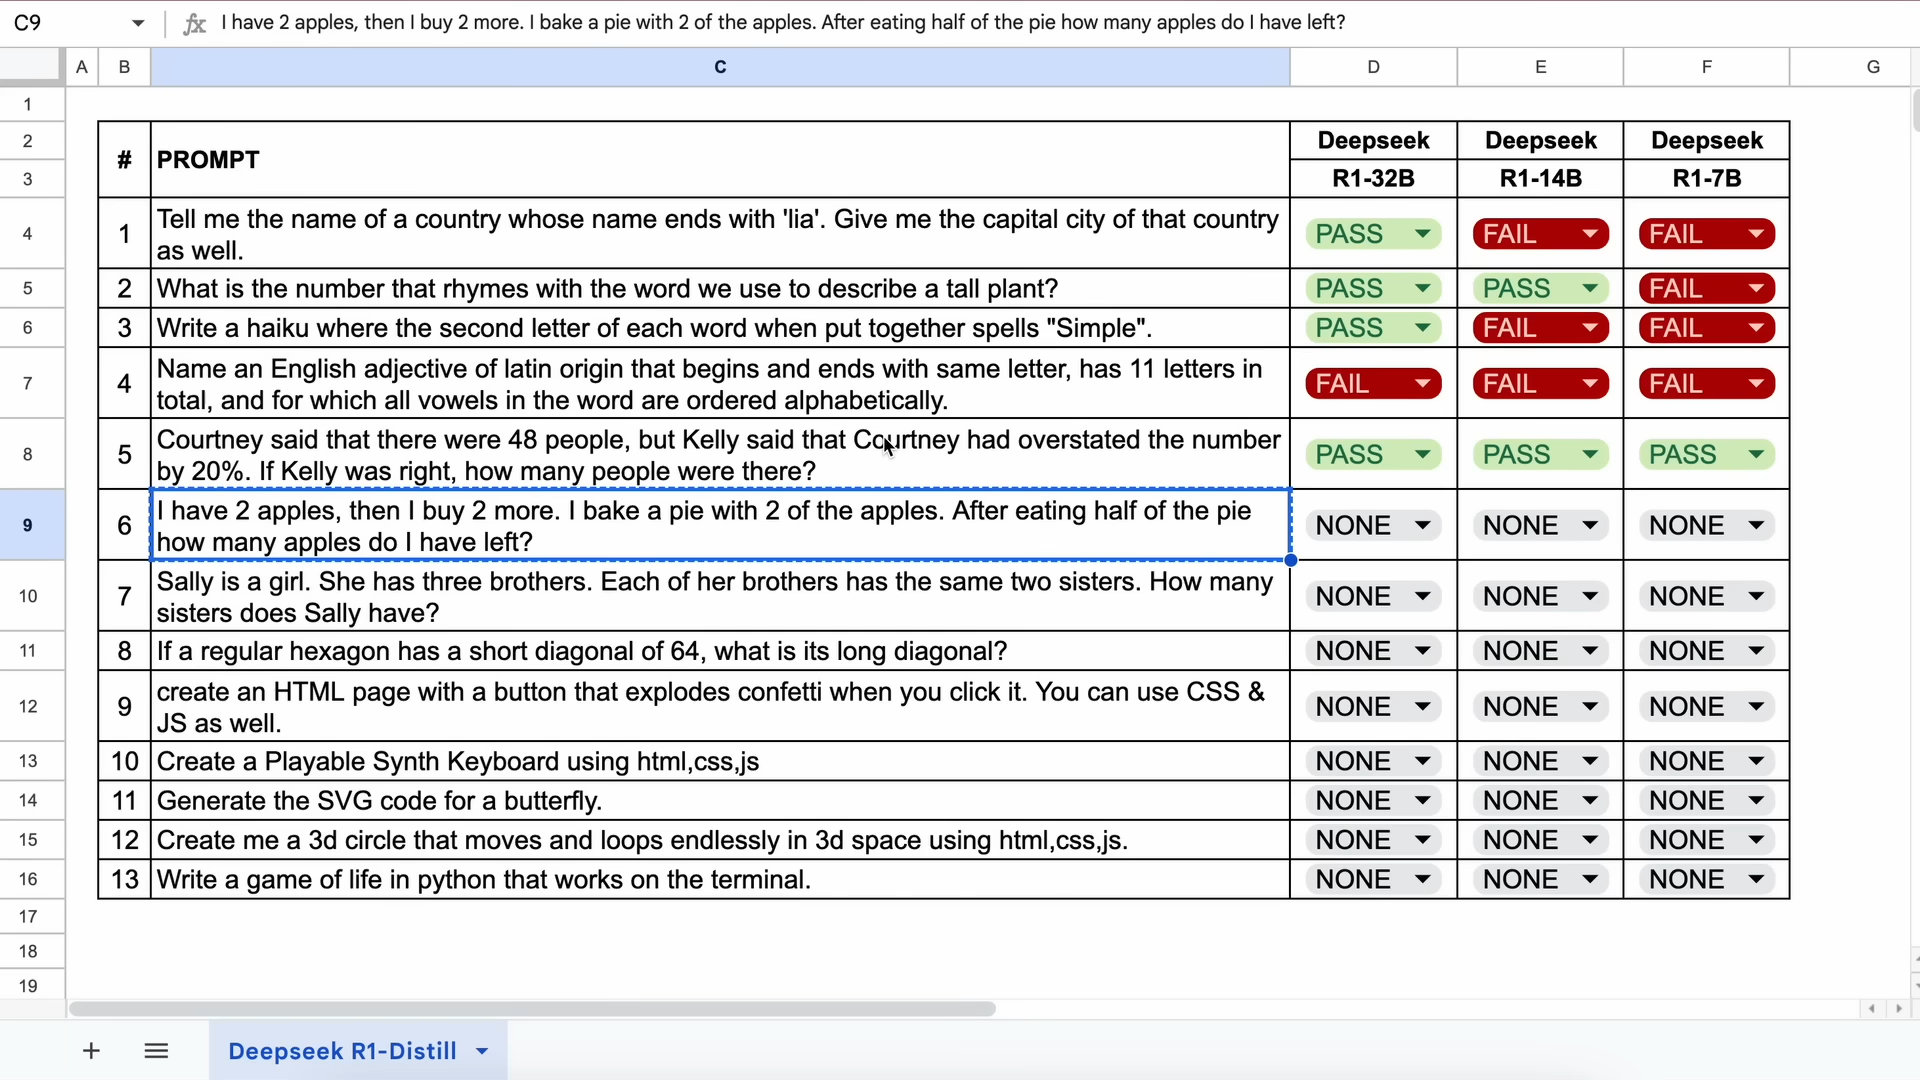 C9 fx I have 2 apples, then I buy 2 more. I bake a pie with 2 of the apples. After eating half of the pie how many apples do I have left?
A B C D E F G
1
2 # PROMPT Deepseek Deepseek Deepseek
3 R1-32B R1-14B R1-7B
4 1 Tell me the name of a country whose name ends with 'lia'. Give me the capital city of that country PASS FAIL FAIL
as well.
5 2 What is the number that rhymes with the word we use to describe a tall plant? PASS PASS FAIL
6 3 Write a haiku where the second letter of each word when put together spells "Simple". PASS FAIL FAIL
7 4 Name an English adjective of latin origin that begins and ends with same letter, has 11 letters in FAIL FAIL FAIL
total, and for which all vowels in the word are ordered alphabetically.
8 5 Courtney said that there were 48 people, but Kelly said that Courtney had overstated the number PASS PASS PASS
by 20%. If Kelly was right, how many people were there?
9 6 I have 2 apples, then I buy 2 more. I bake a pie with 2 of the apples. After eating half of the pie NONE NONE NONE
how many apples do I have left?
10 7 Sally is a girl. She has three brothers. Each of her brothers has the same two sisters. How many NONE NONE NONE
sisters does Sally have?
11 8 If a regular hexagon has a short diagonal of 64, what is its long diagonal? NONE NONE NONE
12 9 create an HTML page with a button that explodes confetti when you click it. You can use CSS & NONE NONE NONE
JS as well.
13 10 Create a Playable Synth Keyboard using html,css,js NONE NONE NONE
14 11 Generate the SVG code for a butterfly. NONE NONE NONE
15 12 Create me a 3d circle that moves and loops endlessly in 3d space using html,css,js. NONE NONE NONE
16 13 Write a game of life in python that works on the terminal. NONE NONE NONE
17
18
19
Deepseek R1-Distill